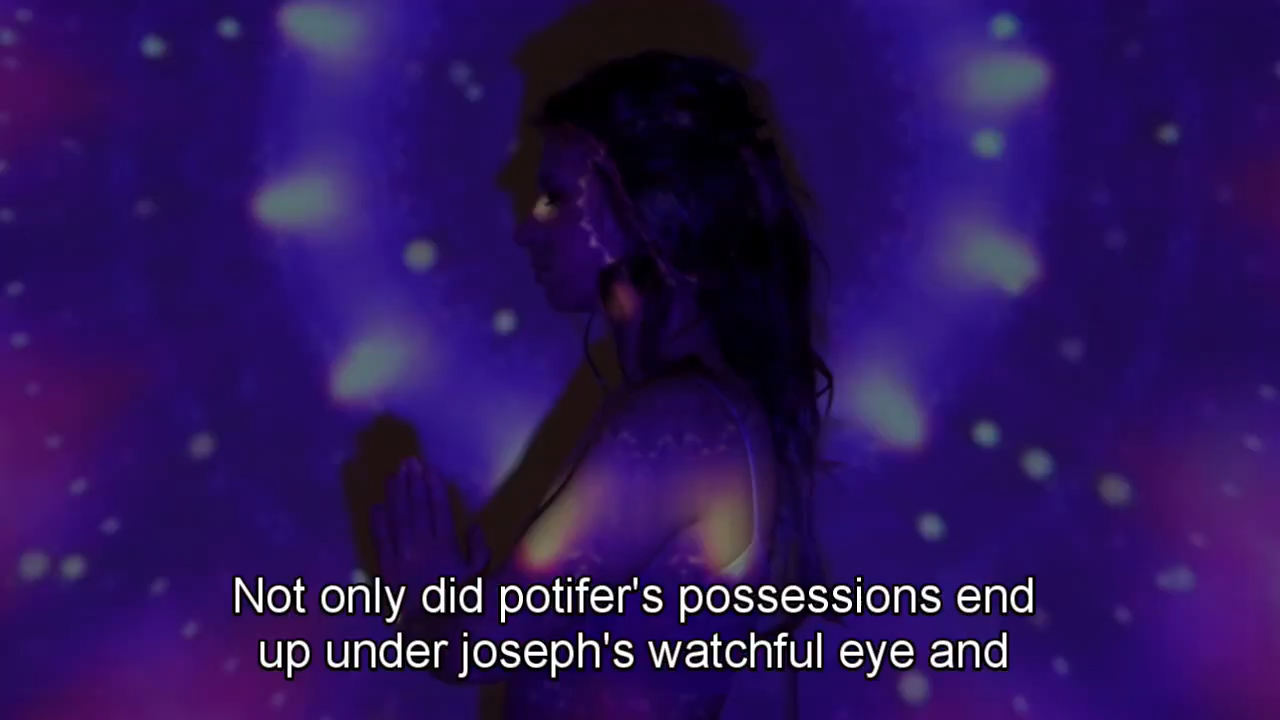 Not only did potifer's possessions end
up under joseph's watchful eye and